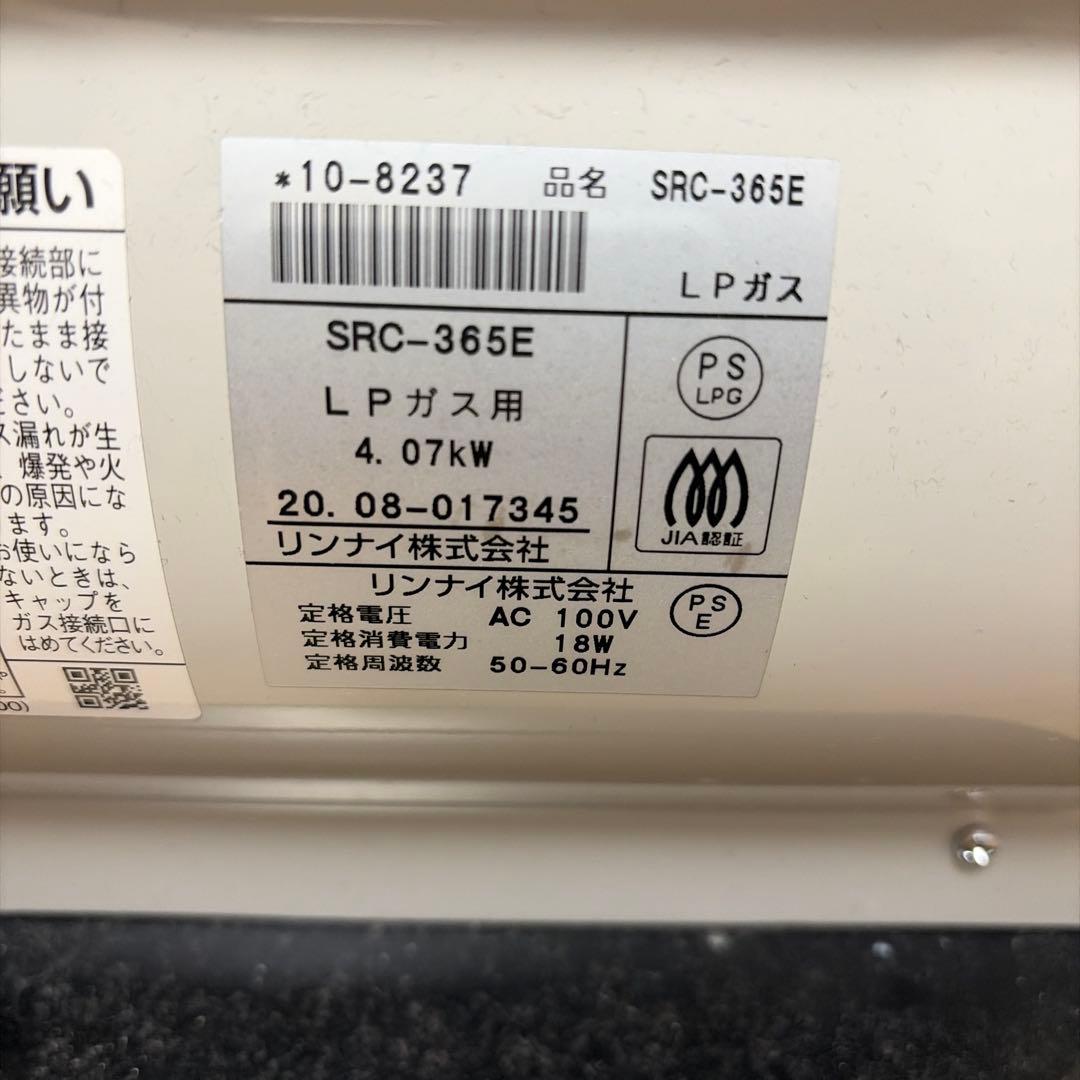 願い
接続部に
異物が付
たまま接
しないで
ださい。
ス漏れが生
爆発や火
の原因にな
ます。
お使いになら
ないときは、
キャップを
ガス接続口に
はめてください。
*10-8237 品名 SRC-365E
LPガス
SRC-365E
LPガス用
4.07kW
20.08-017345
リンナイ株式会社
PS
LPG
JIA認証
リンナイ株式会社
定格電圧 AC 100V
定格消費電力 18W
定格周波数 50-60Hz
PS
E